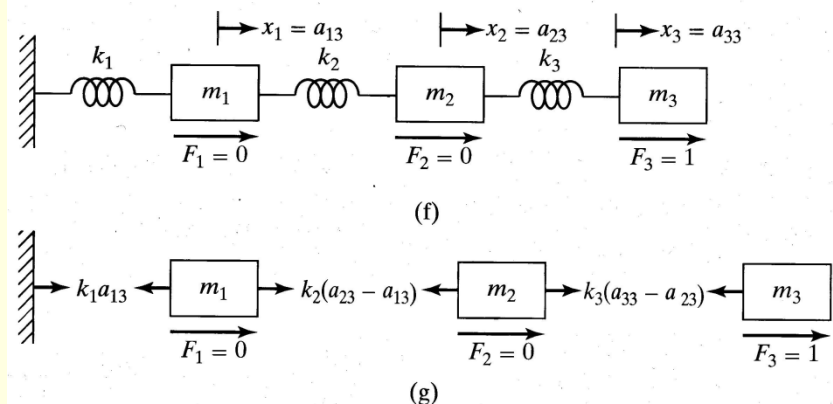 x₁ = a₁₃ x₂ = a₂₃ x₃ = a₃₃
k₁ k₂ k₃
m₁ m₂ m₃
F₁ = 0 F₂ = 0 F₃ = 1
(f)
k₁a₁₃ m₁ k₂(a₂₃ − a₁₃) m₂ k₃(a₃₃ − a₂₃) m₃
F₁ = 0 F₂ = 0 F₃ = 1
(g)